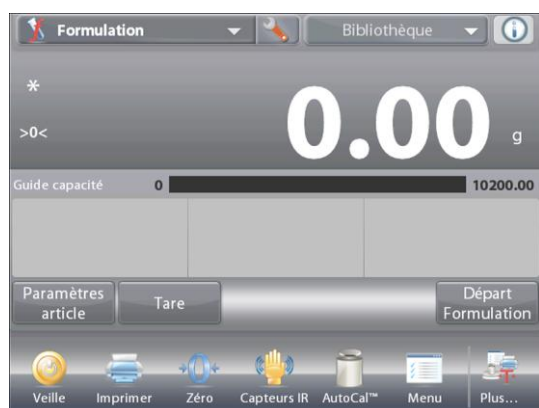 Formulation
Bibliothèque
*
>0<
0.00 g
Guide capacité 0 10200.00
Paramètres
article
Tare
Départ
Formulation
Veille Imprimer Zéro Capteurs IR AutoCal™ Menu Plus...